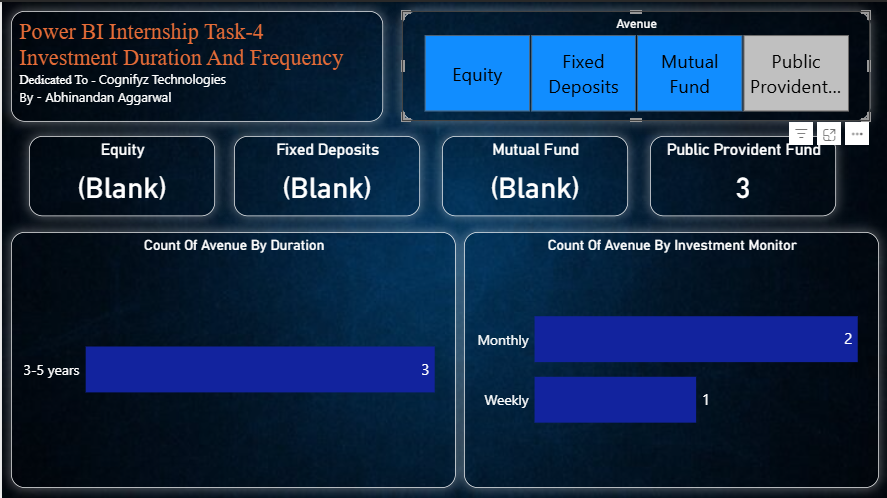 Power BI Internship Task-4
Investment Duration And Frequency
Dedicated To - Cognifyz Technologies
By - Abhinandan Aggarwal
Avenue
Equity
Fixed
Deposits
Mutual
Fund
Public
Provident...
Equity
(Blank)
Fixed Deposits
(Blank)
Mutual Fund
(Blank)
Public Provident Fund
3
Count Of Avenue By Duration
3-5 years
3
Count Of Avenue By Investment Monitor
Monthly
2
Weekly
1